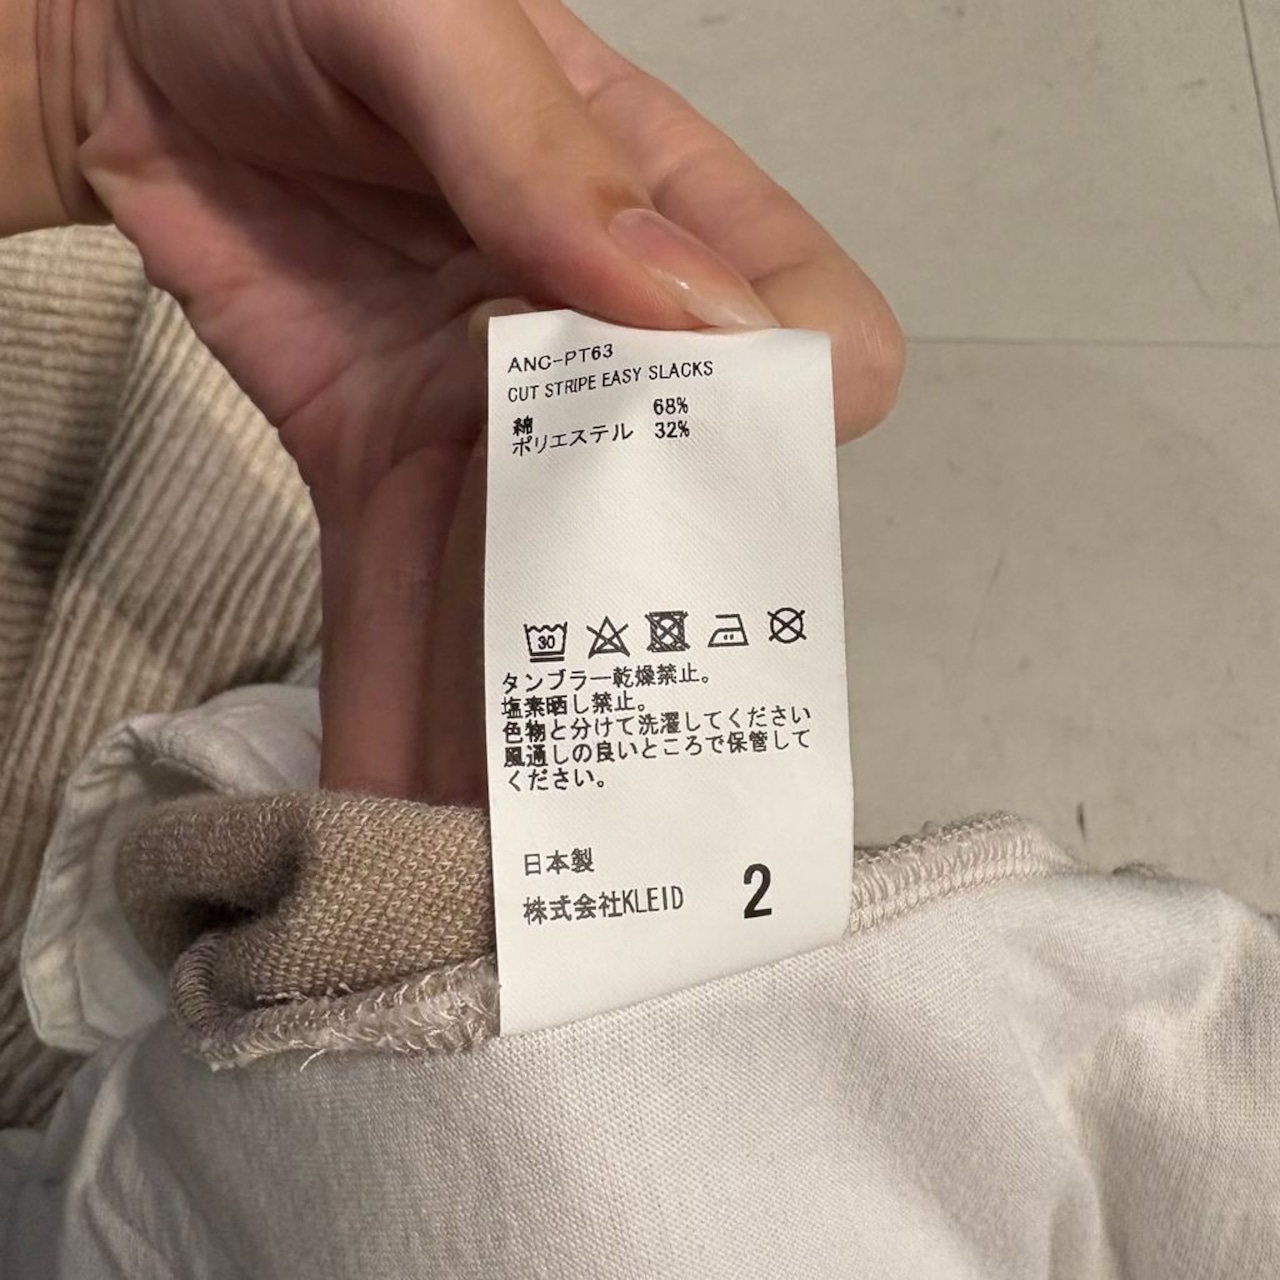 ANC-PT63
CUT STRIPE EASY SLACKS
綿 68%
ポリエステル 32%
30
タンブラー乾燥禁止。
塩素晒し禁止。
色物と分けて洗濯してください
風通しの良いところで保管して
ください。
日本製
株式会社KLEID 2